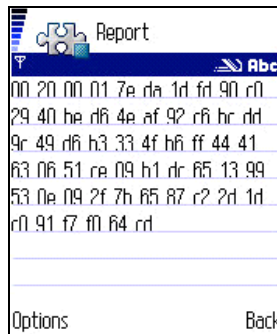 Report
Abc
00 20 00 01 7e da 1d fd 90 c0
29 40 be d6 4e af 92 c6 bc dd
9c 49 d6 b3 33 4f b6 ff 44 41
63 06 51 ce 09 b1 dc 65 13 99
53 0e 09 2f 7b 65 87 c2 2d 1d
c0 91 f7 f0 64 cd
Options Back